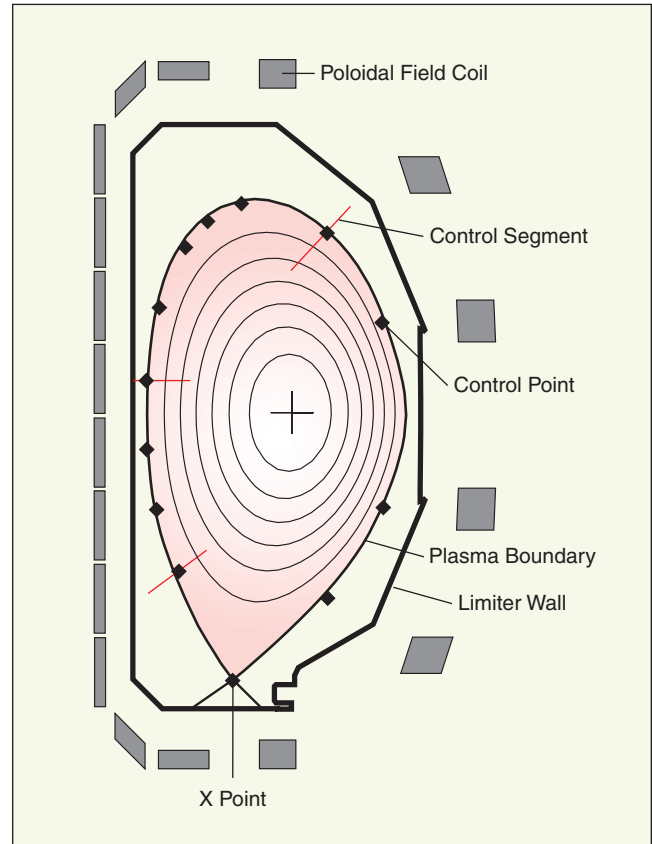 Poloidal Field Coil
Control Segment
Control Point
Plasma Boundary
Limiter Wall
X Point